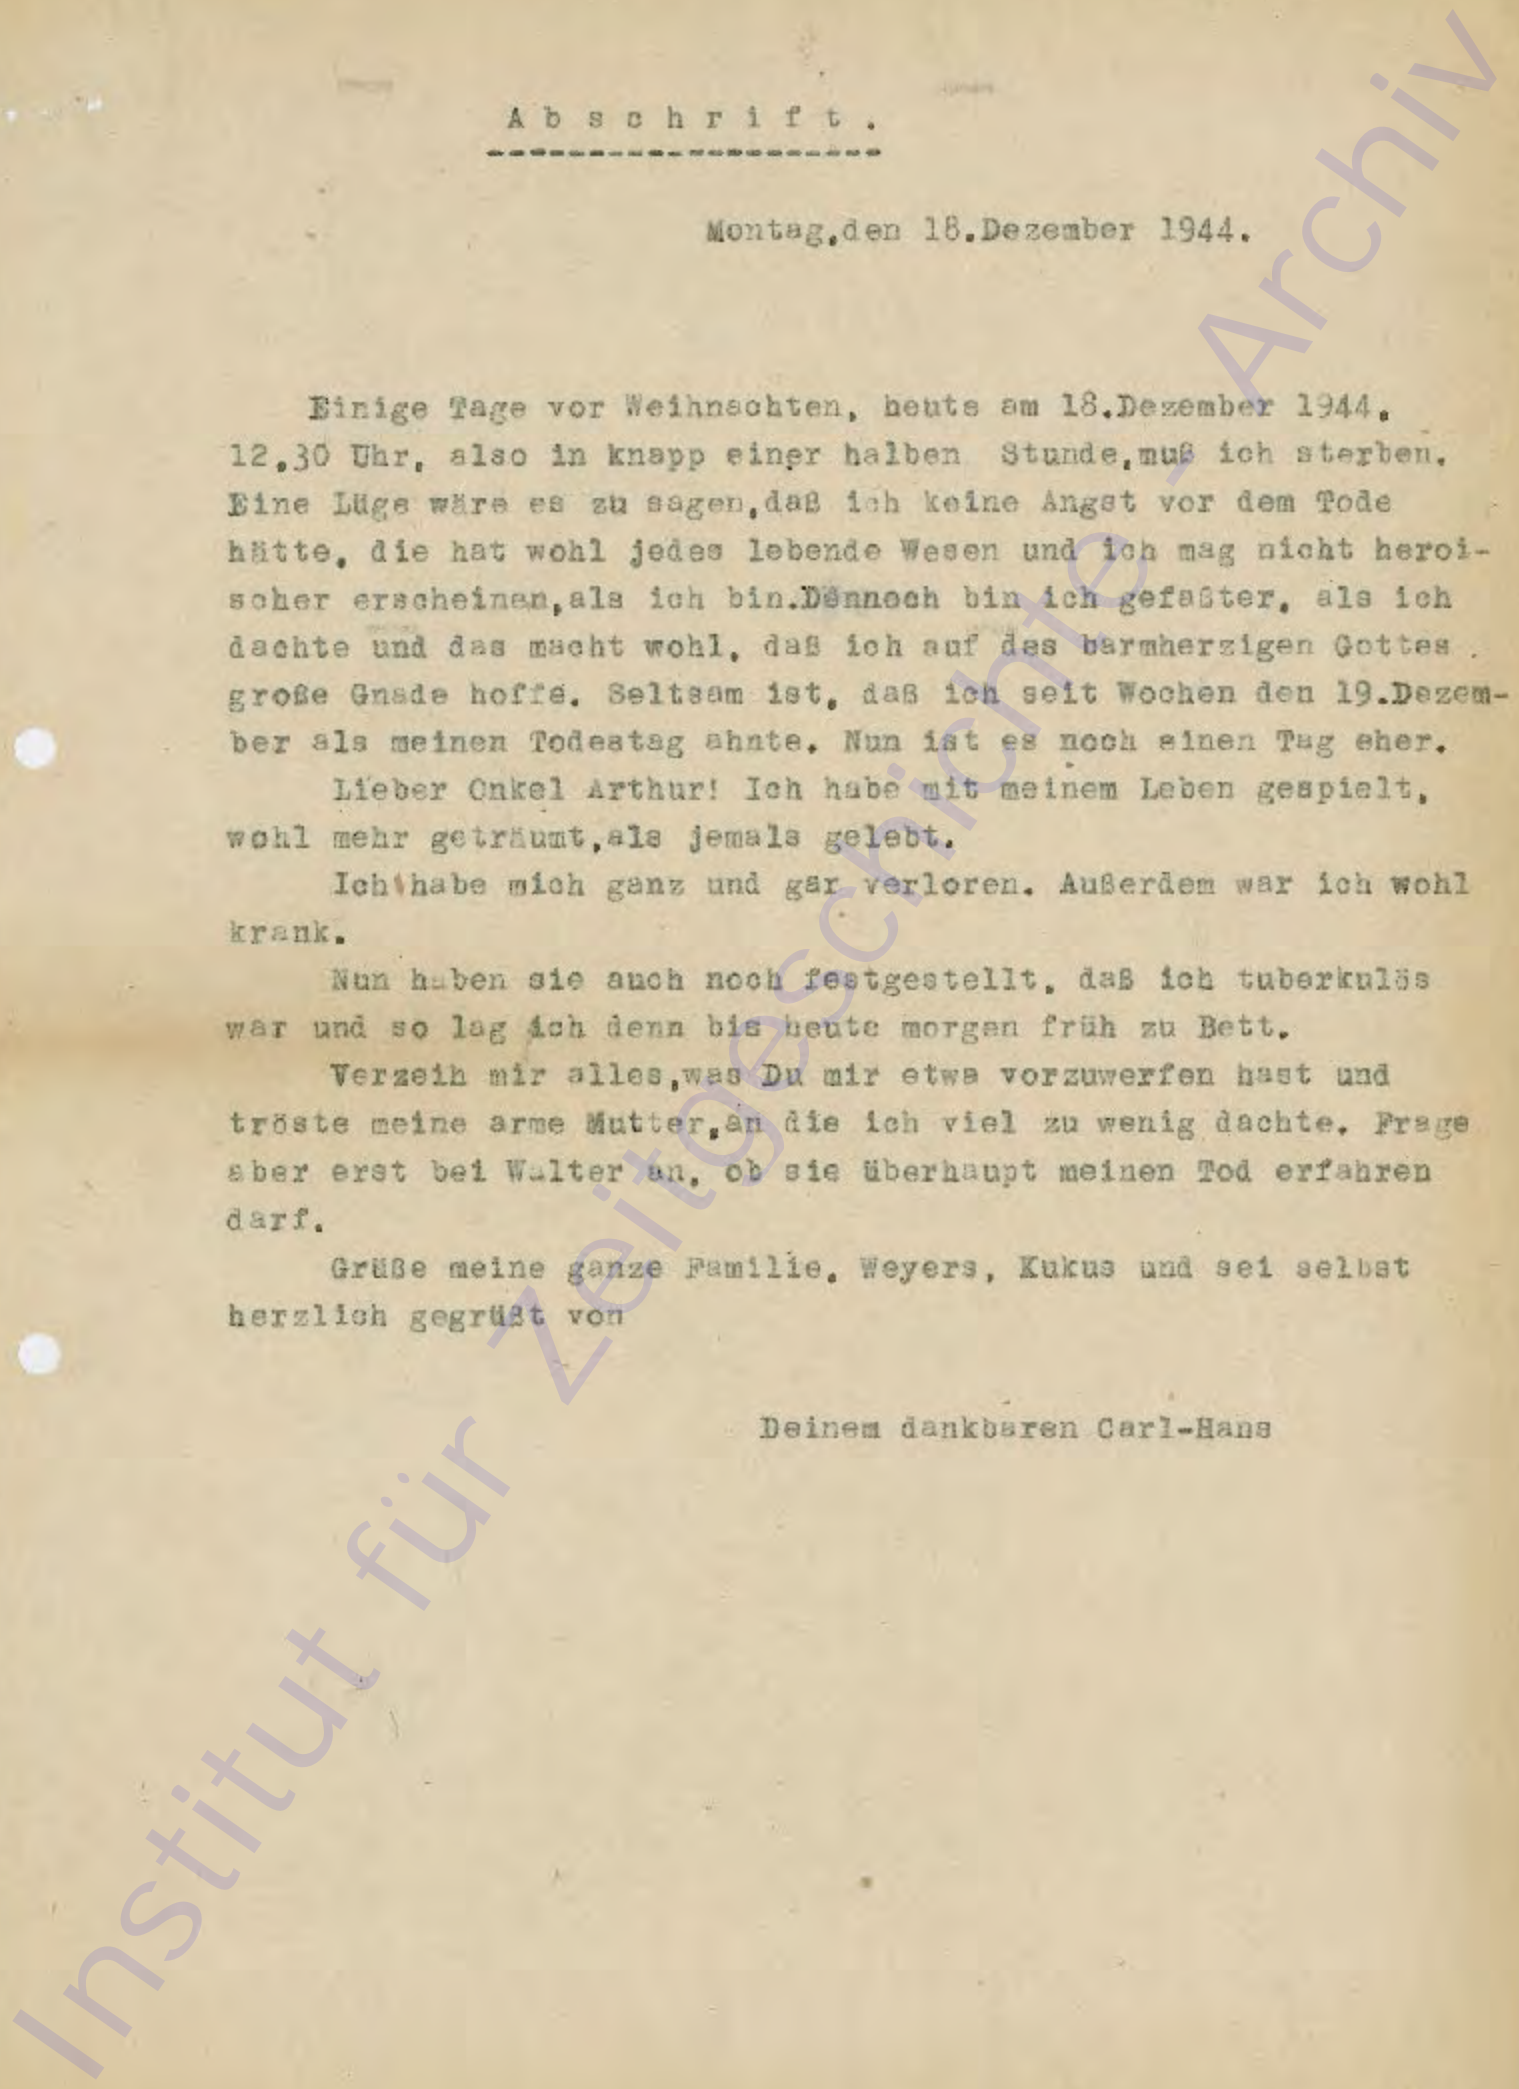 Abschrift.
Montag,den 18.Dezember 1944.
Einige Tage vor Weihnachten, heute am 18.Dezember 1944,
12,30 Uhr, also in knapp einer halben Stunde,muß ich sterben.
Eine Lüge wäre es zu sagen,daß ich keine Angst vor dem Tode
hätte, die hat wohl jedes lebende Wesen und ich mag nicht heroi-
scher erscheinen,als ich bin.Dennoch bin ich gefaßter, als ich
dachte und das macht wohl, daß ich auf des barmherzigen Gottes
große Gnade hoffe. Seltsam ist, daß ich seit Wochen den 19.Dezem-
ber als meinen Todestag ahnte. Nun ist es noch einen Tag eher.
Lieber Onkel Arthur! Ich habe mit meinem Leben gespielt,
wohl mehr geträumt,als jemals gelebt.
Ich habe mich ganz und gar verloren. Außerdem war ich wohl
krank.
Nun haben sie auch noch festgestellt, daß ich tuberkulös
war und so lag ich denn bis heute morgen früh zu Bett.
Verzeih mir alles,was Du mir etwa vorzuwerfen hast und
tröste meine arme Mutter,an die ich viel zu wenig dachte. Frage
aber erst bei Walter an, ob sie überhaupt meinen Tod erfahren
darf.
Grüße meine ganze Familie, Weyers, Kukus und sei selbst
herzlich gegrüßt von
Deinem dankbaren Carl-Hans
Institut für Zeitgeschichte - Archiv